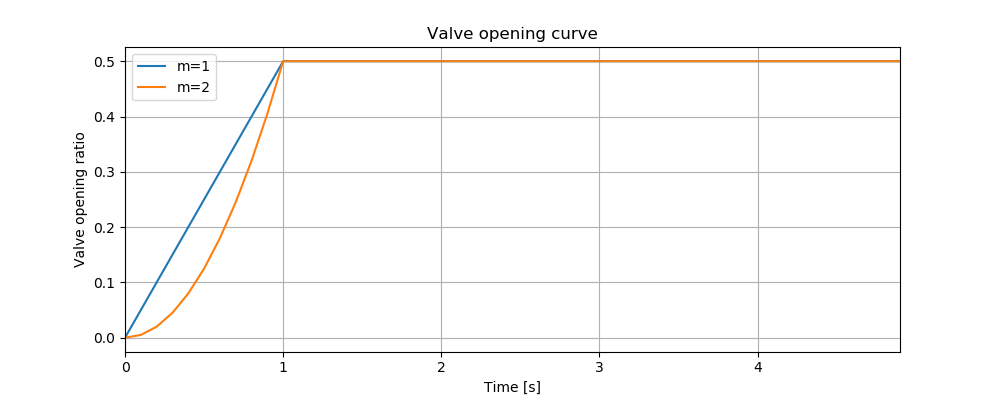 Valve opening curve
m=1
m=2
Valve opening ratio
0.5
0.4
0.3
0.2
0.1
0.0
0 1 2 3 4
Time [s]